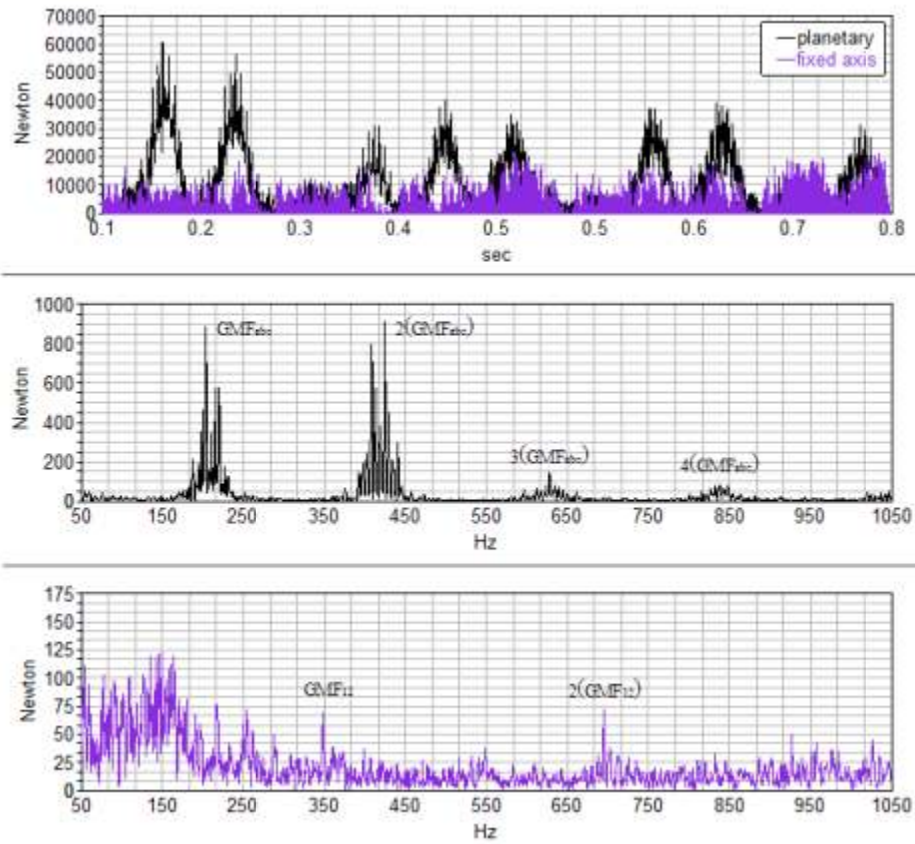 70000
60000
50000
40000
30000
20000
10000
0
Newton
planetary
fixed axis
0.1 0.2 0.3 0.4 0.5 0.5 0.6 0.7 0.8
sec
1000
800
600
400
200
0
Newton
GMFsbc 2(GMFsbc)
3(GMFsbc) 4(GMFsbc)
50 150 250 350 450 550 650 750 850 950 1050
Hz
175
150
125
100
75
50
25
0
Newton
GMF12 2(GMF12)
50 150 250 350 450 550 650 750 850 950 1050
Hz